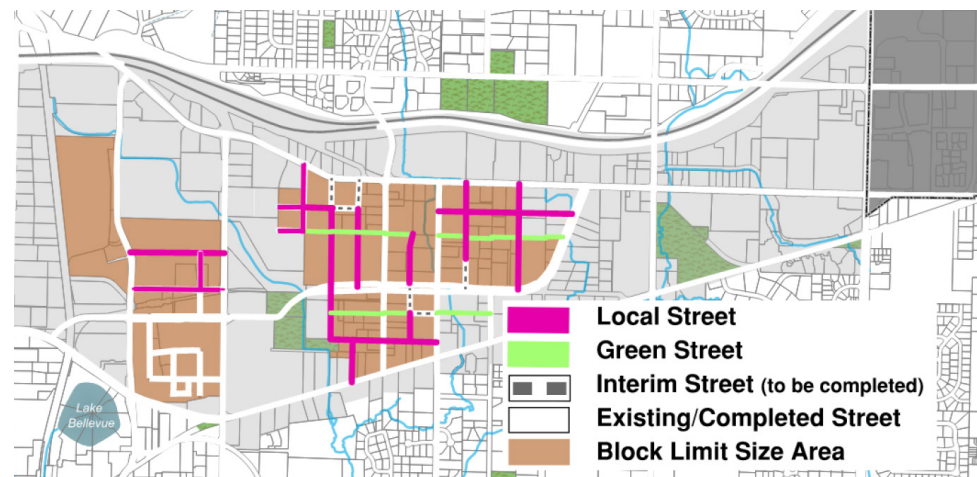 Local Street
Green Street
Interim Street (to be completed)
Existing/Completed Street
Block Limit Size Area
Lake
Bellevue